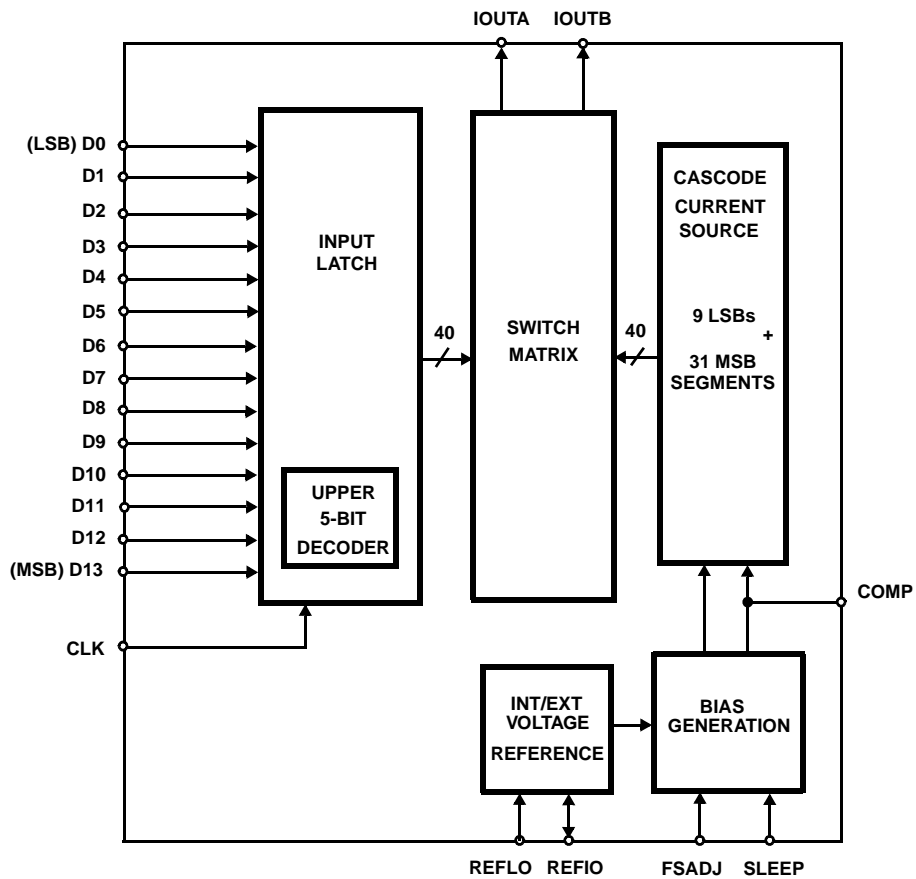 IOUTA IOUTB
(LSB) D0
D1
D2
D3
D4
D5
D6
D7
D8
D9
D10
D11
D12
(MSB) D13
CLK
INPUT
LATCH
UPPER
5-BIT
DECODER
40
SWITCH
MATRIX
40
CASCODE
CURRENT
SOURCE
9 LSBs
+
31 MSB
SEGMENTS
COMP
INT/EXT
VOLTAGE
REFERENCE
BIAS
GENERATION
REFLO REFIO FSADJ SLEEP